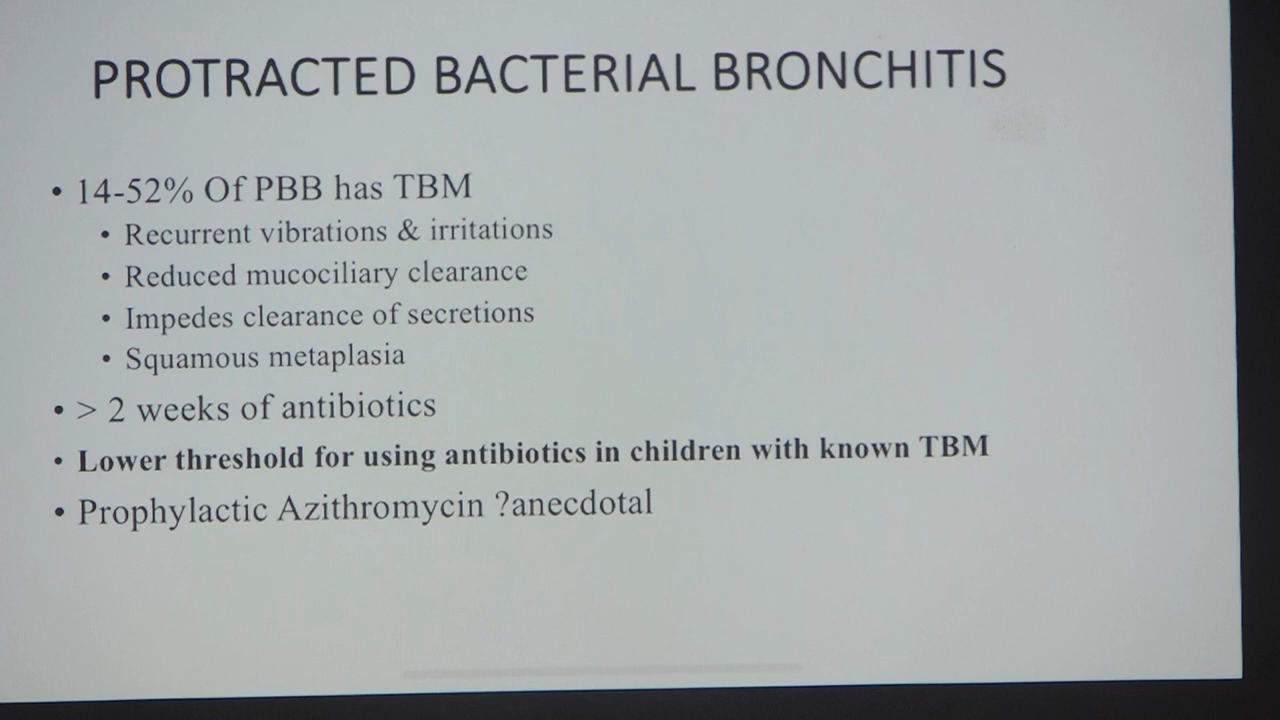 PROTRACTED BACTERIAL BRONCHITIS
• 14-52% Of PBB has TBM
• Recurrent vibrations & irritations
• Reduced mucociliary clearance
• Impedes clearance of secretions
• Squamous metaplasia
• > 2 weeks of antibiotics
• Lower threshold for using antibiotics in children with known TBM
• Prophylactic Azithromycin ?anecdotal